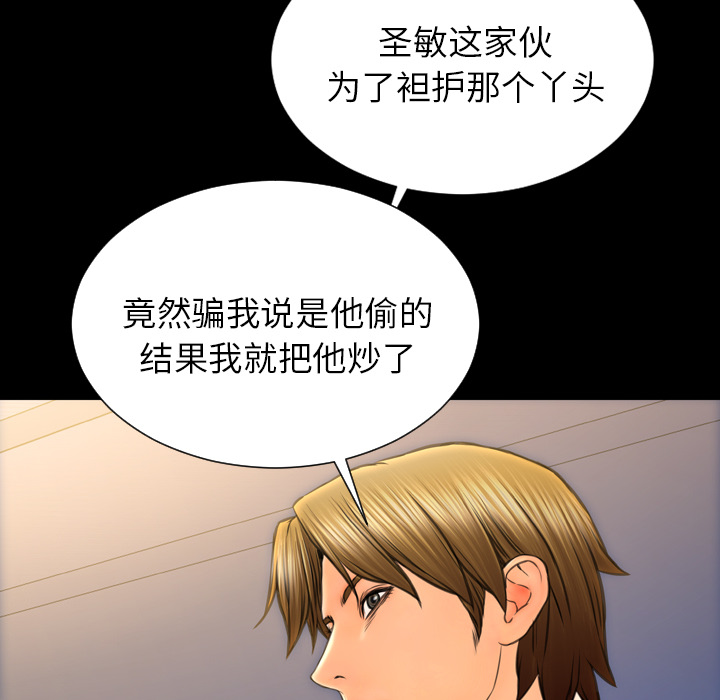 圣敏这家伙
为了袒护那个丫头
竟然骗我说是他偷的
结果我就把他炒了